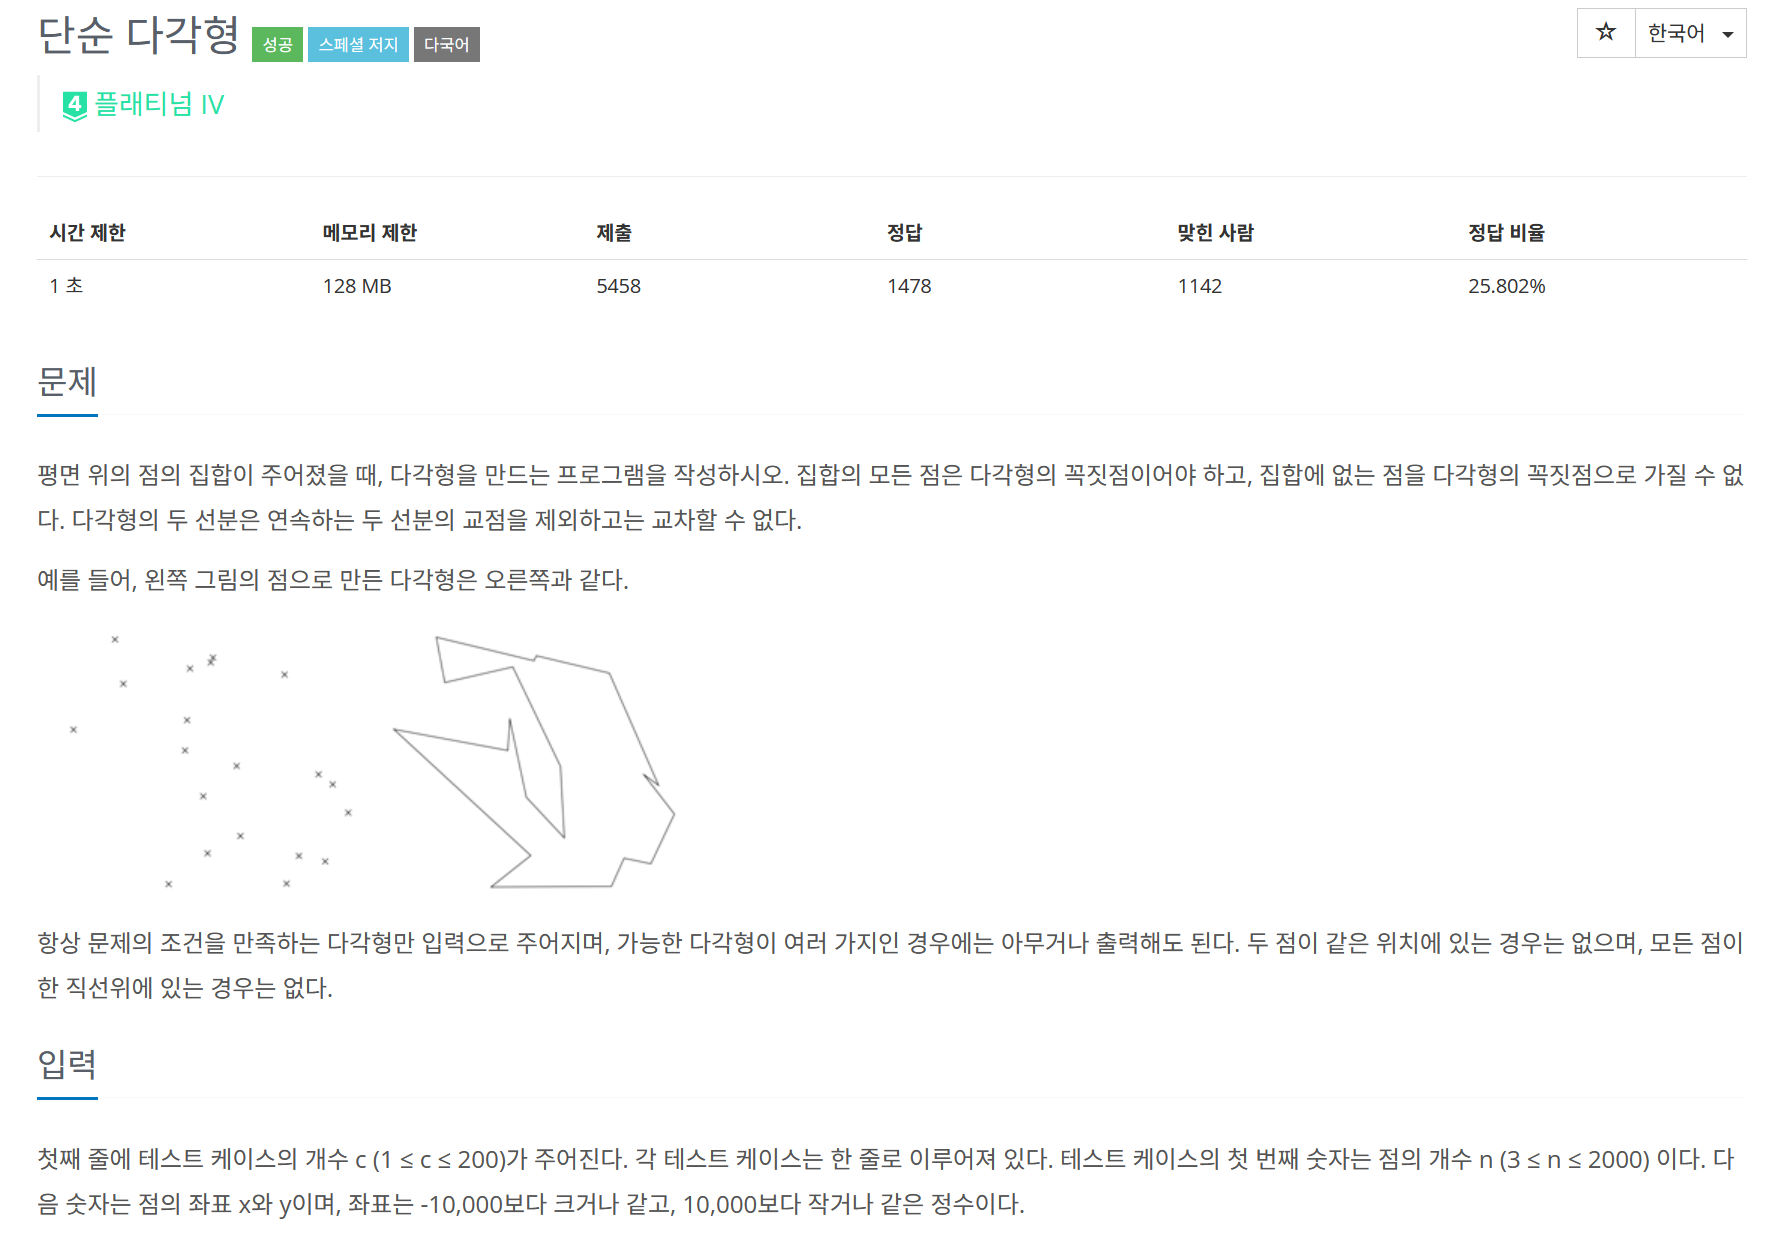 단순 다각형 성공 스페셜 저지 다국어
☆ 한국어
4 플래티넘 IV
시간 제한 메모리 제한 제출 정답 맞힌 사람 정답 비율
1 초 128 MB 5458 1478 1142 25.802%
문제
평면 위의 점의 집합이 주어졌을 때, 다각형을 만드는 프로그램을 작성하시오. 집합의 모든 점은 다각형의 꼭짓점이어야 하고, 집합에 없는 점을 다각형의 꼭짓점으로 가질 수 없
다. 다각형의 두 선분은 연속하는 두 선분의 교점을 제외하고는 교차할 수 없다.
예를 들어, 왼쪽 그림의 점으로 만든 다각형은 오른쪽과 같다.
항상 문제의 조건을 만족하는 다각형만 입력으로 주어지며, 가능한 다각형이 여러 가지인 경우에는 아무거나 출력해도 된다. 두 점이 같은 위치에 있는 경우는 없으며, 모든 점이
한 직선위에 있는 경우는 없다.
입력
첫째 줄에 테스트 케이스의 개수 c (1 ≤ c ≤ 200)가 주어진다. 각 테스트 케이스는 한 줄로 이루어져 있다. 테스트 케이스의 첫 번째 숫자는 점의 개수 n (3 ≤ n ≤ 2000) 이다. 다
음 숫자는 점의 좌표 x와 y이며, 좌표는 -10,000보다 크거나 같고, 10,000보다 작거나 같은 정수이다.